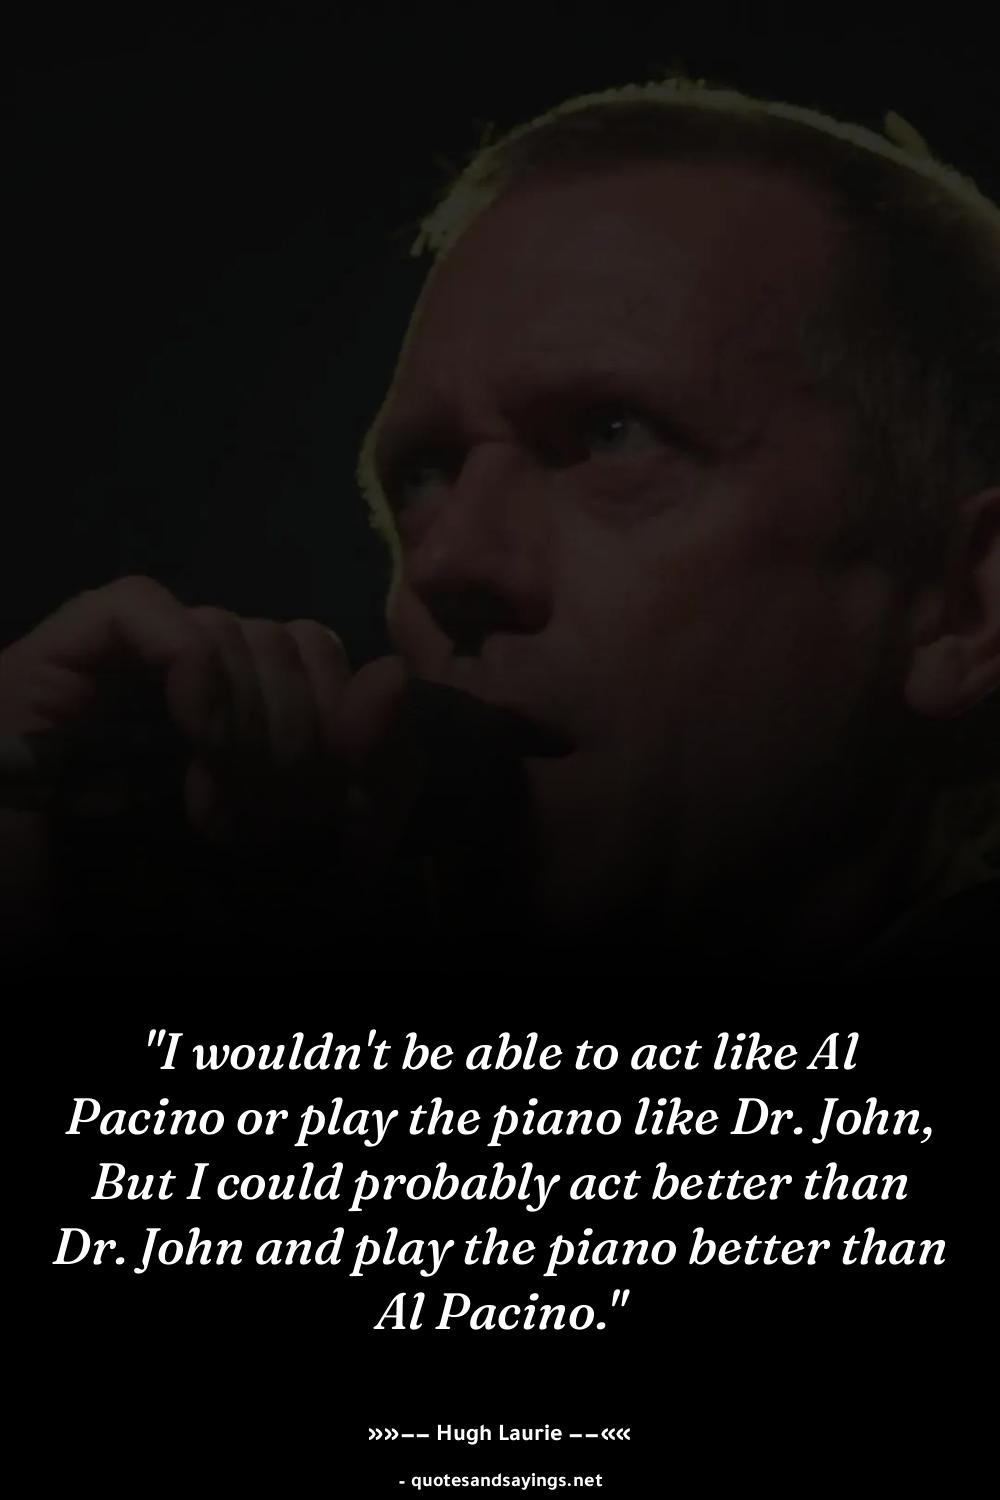 "I wouldn't be able to act like Al
Pacino or play the piano like Dr. John,
But I could probably act better than
Dr. John and play the piano better than
Al Pacino."
»»—— Hugh Laurie ——««
- quotesandsayings.net